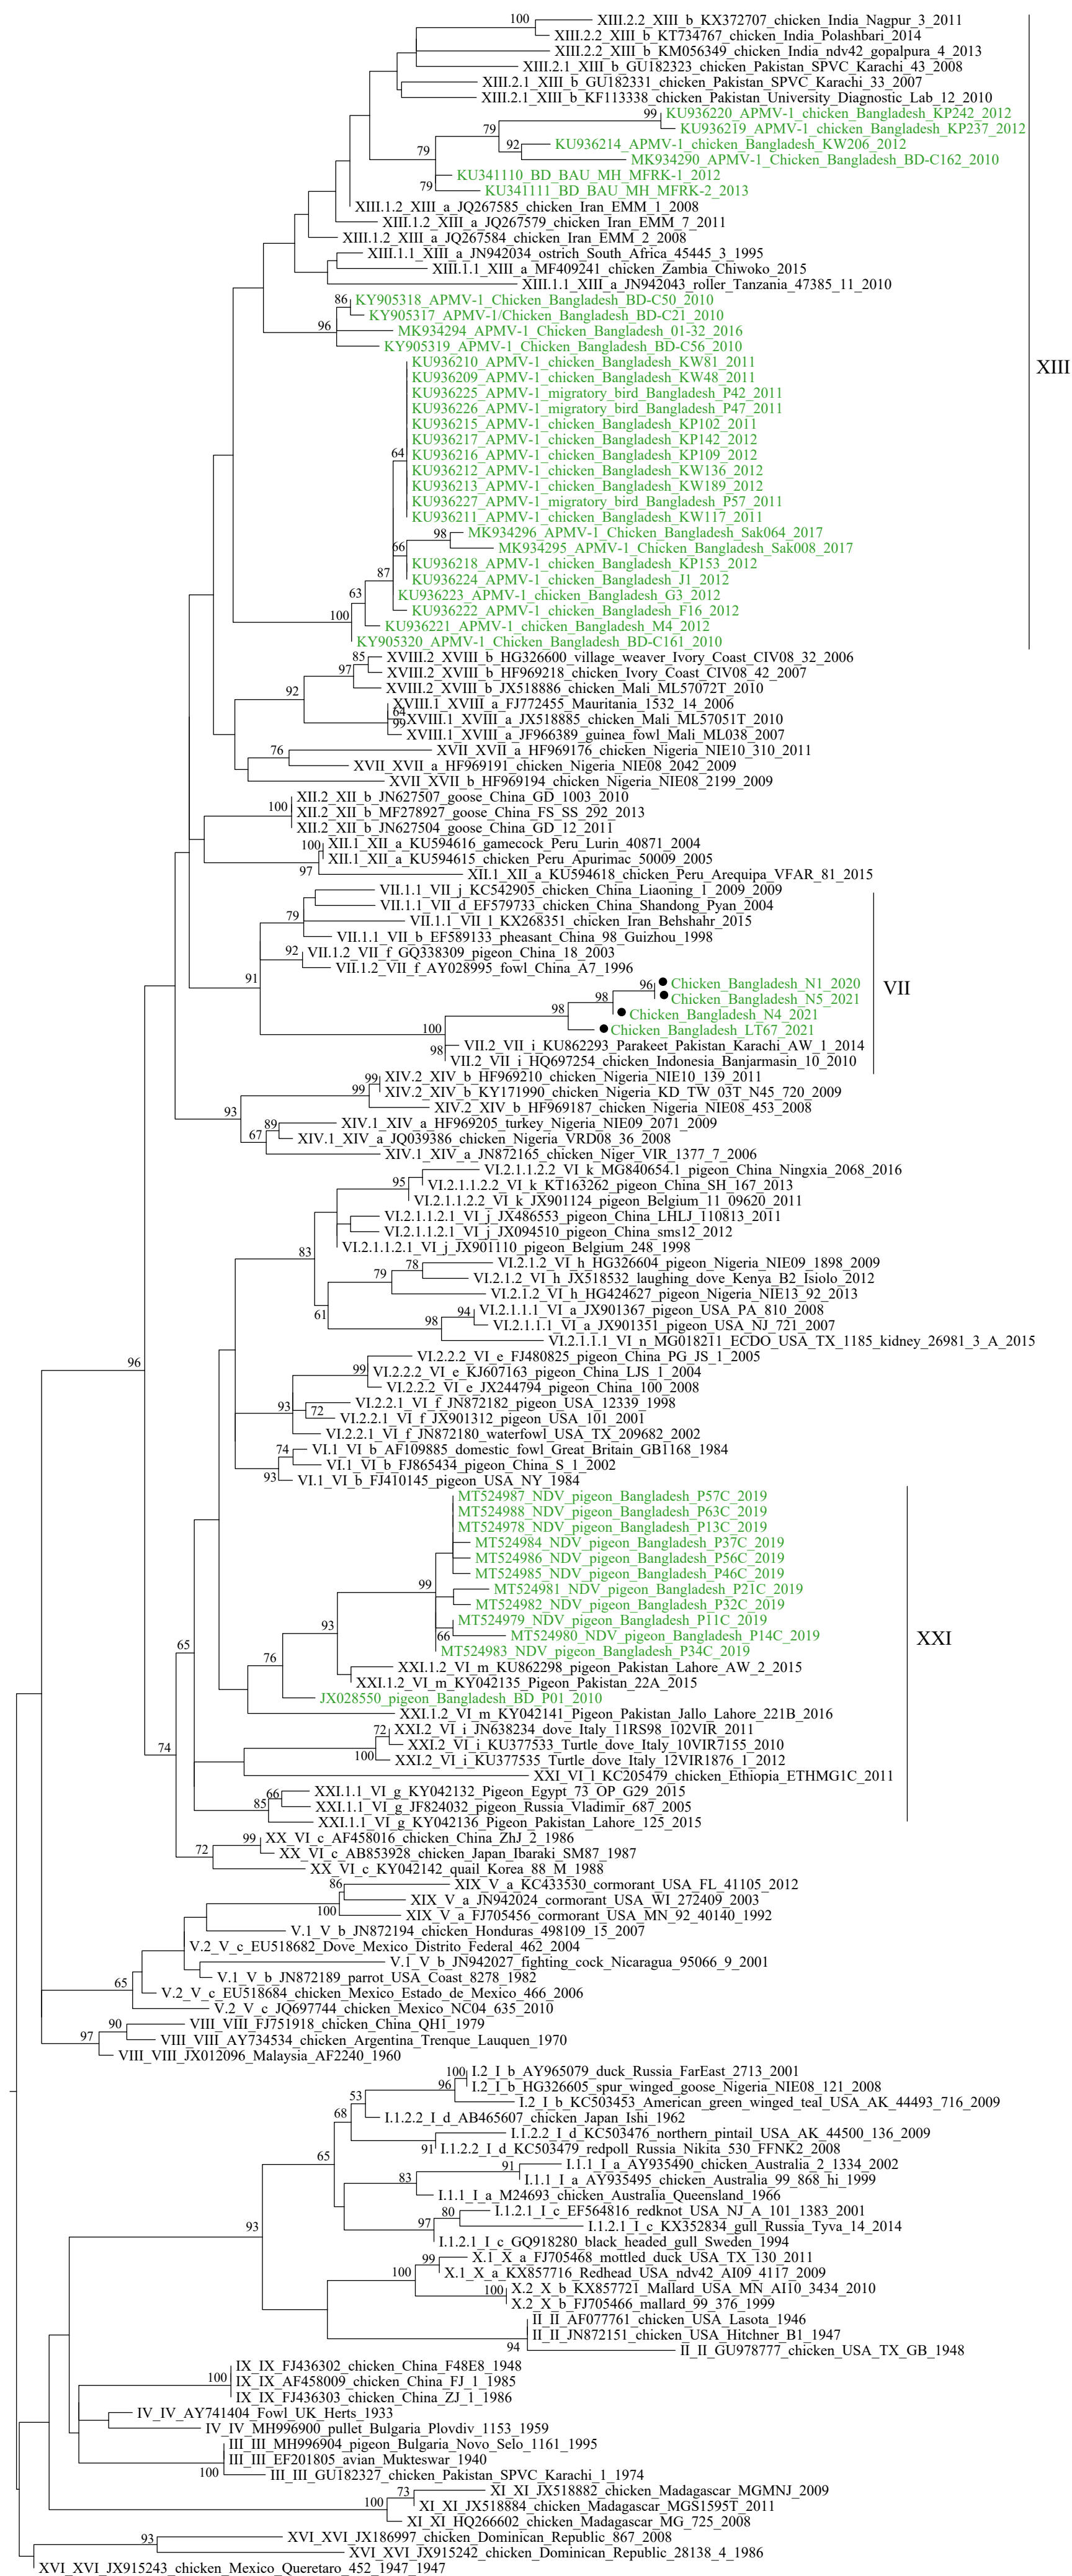 100 XIII.2.2_XIII_b_KX372707_chicken_India_Nagpur_3_2011
XIII.2.2_XIII_b_KT734767_chicken_India_Polashbari_2014
XIII.2.2_XIII_b_KM056349_chicken_India_ndv42_gopalpura_4_2013
XIII.2.1_XIII_b_GU182323_chicken_Pakistan_SPVC_Karachi_43_2008
XIII.2.1_XIII_b_GU182331_chicken_Pakistan_SPVC_Karachi_33_2007
XIII.2.1_XIII_b_KF113338_chicken_Pakistan_University_Diagnostic_Lab_12_2010
99 KU936220_APMV-1_chicken_Bangladesh_KP242_2012
79 KU936219_APMV-1_chicken_Bangladesh_KP237_2012
92 KU936214_APMV-1_chicken_Bangladesh_KW206_2012
79 MK934290_APMV-1_Chicken_Bangladesh_BD-C162_2010
KU341110_BD_BAU_MH_MFRK-1_2012
79 KU341111_BD_BAU_MH_MFRK-2_2013
XIII.1.2_XIII_a_JQ267585_chicken_Iran_EMM_1_2008
XIII.1.2_XIII_a_JQ267579_chicken_Iran_EMM_7_2011
XIII.1.2_XIII_a_JQ267584_chicken_Iran_EMM_2_2008
XIII.1.1_XIII_a_JN942034_ostrich_South_Africa_45445_3_1995
XIII.1.1_XIII_a_MF409241_chicken_Zambia_Chiwoko_2015
XIII.1.1_XIII_a_JN942043_roller_Tanzania_47385_11_2010
86 KY905318_APMV-1_Chicken_Bangladesh_BD-C50_2010
KY905317_APMV-1/Chicken_Bangladesh_BD-C21_2010
96 MK934294_APMV-1_Chicken_Bangladesh_01-32_2016
KY905319_APMV-1_Chicken_Bangladesh_BD-C56_2010
KU936210_APMV-1_chicken_Bangladesh_KW81_2011
XIII
KU936209_APMV-1_chicken_Bangladesh_KW48_2011
KU936225_APMV-1_migratory_bird_Bangladesh_P42_2011
KU936226_APMV-1_migratory_bird_Bangladesh_P47_2011
KU936215_APMV-1_chicken_Bangladesh_KP102_2011
KU936217_APMV-1_chicken_Bangladesh_KP142_2012
64 KU936216_APMV-1_chicken_Bangladesh_KP109_2012
KU936212_APMV-1_chicken_Bangladesh_KW136_2012
KU936213_APMV-1_chicken_Bangladesh_KW189_2012
KU936227_APMV-1_migratory_bird_Bangladesh_P57_2011
KU936211_APMV-1_chicken_Bangladesh_KW117_2011
98 MK934296_APMV-1_Chicken_Bangladesh_Sak064_2017
66 MK934295_APMV-1_Chicken_Bangladesh_Sak008_2017
KU936218_APMV-1_chicken_Bangladesh_KP153_2012
87 KU936224_APMV-1_chicken_Bangladesh_J1_2012
63 KU936223_APMV-1_chicken_Bangladesh_G3_2012
KU936222_APMV-1_chicken_Bangladesh_F16_2012
100 KU936221_APMV-1_chicken_Bangladesh_M4_2012
KY905320_APMV-1_Chicken_Bangladesh_BD-C161_2010
85 XVIII.2_XVIII_b_HG326600_village_weaver_Ivory_Coast_CIV08_32_2006
97 XVIII.2_XVIII_b_HF969218_chicken_Ivory_Coast_CIV08_42_2007
92 XVIII.2_XVIII_b_JX518886_chicken_Mali_ML57072T_2010
XVIII.1_XVIII_a_FJ772455_Mauritania_1532_14_2006
64 XVIII.1_XVIII_a_JX518885_chicken_Mali_ML57051T_2010
99 XVIII.1_XVIII_a_JF966389_guinea_fowl_Mali_ML038_2007
76 XVII_XVII_a_HF969176_chicken_Nigeria_NIE10_310_2011
XVII_XVII_a_HF969191_chicken_Nigeria_NIE08_2042_2009
XVII_XVII_b_HF969194_chicken_Nigeria_NIE08_2199_2009
XII.2_XII_b_JN627507_goose_China_GD_1003_2010
100 XII.2_XII_b_MF278927_goose_China_FS_SS_292_2013
XII.2_XII_b_JN627504_goose_China_GD_12_2011
100 XII.1_XII_a_KU594616_gamecock_Peru_Lurin_40871_2004
XII.1_XII_a_KU594615_chicken_Peru_Apurimac_50009_2005
97 XII.1_XII_a_KU594618_chicken_Peru_Arequipa_VFAR_81_2015
VII.1.1_VII_j_KC542905_chicken_China_Liaoning_1_2009_2009
VII.1.1_VII_d_EF579733_chicken_China_Shandong_Pyan_2004
79 VII.1.1_VII_l_KX268351_chicken_Iran_Behshahr_2015
VII.1.1_VII_b_EF589133_pheasant_China_98_Guizhou_1998
92 VII.1.2_VII_f_GQ338309_pigeon_China_18_2003
VII.1.2_VII_f_AY028995_fowl_China_A7_1996
91 96 Chicken_Bangladesh_N1_2020
VII
98 Chicken_Bangladesh_N5_2021
98 Chicken_Bangladesh_N4_2021
100 Chicken_Bangladesh_LT67_2021
98 VII.2_VII_i_KU862293_Parakeet_Pakistan_Karachi_AW_1_2014
VII.2_VII_i_HQ697254_chicken_Indonesia_Banjarmasin_10_2010
99 XIV.2_XIV_b_HF969210_chicken_Nigeria_NIE10_139_2011
99 XIV.2_XIV_b_KY171990_chicken_Nigeria_KD_TW_03T_N45_720_2009
93 XIV.2_XIV_b_HF969187_chicken_Nigeria_NIE08_453_2008
89 XIV.1_XIV_a_HF969205_turkey_Nigeria_NIE09_2071_2009
67 XIV.1_XIV_a_JQ039386_chicken_Nigeria_VRD08_36_2008
XIV.1_XIV_a_JN872165_chicken_Niger_VIR_1377_7_2006
VI.2.1.1.2.2_VI_k_MG840654.1_pigeon_China_Ningxia_2068_2016
95 VI.2.1.1.2.2_VI_k_KT163262_pigeon_China_SH_167_2013
VI.2.1.1.2.2_VI_k_JX901124_pigeon_Belgium_11_09620_2011
VI.2.1.1.2.1_VI_j_JX486553_pigeon_China_LHLJ_110813_2011
VI.2.1.1.2.1_VI_j_JX094510_pigeon_China_sms12_2012
83 VI.2.1.1.2.1_VI_j_JX901110_pigeon_Belgium_248_1998
78 VI.2.1.2_VI_h_HG326604_pigeon_Nigeria_NIE09_1898_2009
79 VI.2.1.2_VI_h_JX518532_laughing_dove_Kenya_B2_Isiolo_2012
VI.2.1.2_VI_h_HG424627_pigeon_Nigeria_NIE13_92_2013
61 94 VI.2.1.1.1_VI_a_JX901367_pigeon_USA_PA_810_2008
98 VI.2.1.1.1_VI_a_JX901351_pigeon_USA_NJ_721_2007
VI.2.1.1.1_VI_n_MG018211_ECDO_USA_TX_1185_kidney_26981_3_A_2015
96 VI.2.2.2_VI_e_FJ480825_pigeon_China_PG_JS_1_2005
99 VI.2.2.2_VI_e_KJ607163_pigeon_China_LJS_1_2004
VI.2.2.2_VI_e_JX244794_pigeon_China_100_2008
93 VI.2.2.1_VI_f_JN872182_pigeon_USA_12339_1998
72 VI.2.2.1_VI_f_JX901312_pigeon_USA_101_2001
VI.2.2.1_VI_f_JN872180_waterfowl_USA_TX_209682_2002
74 VI.1_VI_b_AF109885_domestic_fowl_Great_Britain_GB1168_1984
VI.1_VI_b_FJ865434_pigeon_China_S_1_2002
93 VI.1_VI_b_FJ410145_pigeon_USA_NY_1984
MT524987_NDV_pigeon_Bangladesh_P57C_2019
MT524988_NDV_pigeon_Bangladesh_P63C_2019
MT524978_NDV_pigeon_Bangladesh_P13C_2019
MT524984_NDV_pigeon_Bangladesh_P37C_2019
MT524986_NDV_pigeon_Bangladesh_P56C_2019
MT524985_NDV_pigeon_Bangladesh_P46C_2019
99 MT524981_NDV_pigeon_Bangladesh_P21C_2019
MT524982_NDV_pigeon_Bangladesh_P32C_2019
93 MT524979_NDV_pigeon_Bangladesh_P11C_2019
66 MT524980_NDV_pigeon_Bangladesh_P14C_2019
XXI
65 MT524983_NDV_pigeon_Bangladesh_P34C_2019
76 XXI.1.2_VI_m_KU862298_pigeon_Pakistan_Lahore_AW_2_2015
XXI.1.2_VI_m_KY042135_Pigeon_Pakistan_22A_2015
JX028550_pigeon_Bangladesh_BD_P01_2010
XXI.1.2_VI_m_KY042141_Pigeon_Pakistan_Jallo_Lahore_221B_2016
72 XXI.2_VI_i_JN638234_dove_Italy_11RS98_102VIR_2011
74 XXI.2_VI_i_KU377533_Turtle_dove_Italy_10VIR7155_2010
100 XXI.2_VI_i_KU377535_Turtle_dove_Italy_12VIR1876_1_2012
XXI_VI_l_KC205479_chicken_Ethiopia_ETHMG1C_2011
66 XXI.1.1_VI_g_KY042132_Pigeon_Egypt_73_OP_G29_2015
85 XXI.1.1_VI_g_JF824032_pigeon_Russia_Vladimir_687_2005
XXI.1.1_VI_g_KY042136_Pigeon_Pakistan_Lahore_125_2015
99 XX_VI_c_AF458016_chicken_China_ZhJ_2_1986
72 XX_VI_c_AB853928_chicken_Japan_Ibaraki_SM87_1987
XX_VI_c_KY042142_quail_Korea_88_M_1988
86 XIX_V_a_KC433530_cormorant_USA_FL_41105_2012
XIX_V_a_JN942024_cormorant_USA_WI_272409_2003
100 XIX_V_a_FJ705456_cormorant_USA_MN_92_40140_1992
V.1_V_b_JN872194_chicken_Honduras_498109_15_2007
V.2_V_c_EU518682_Dove_Mexico_Distrito_Federal_462_2004
V.1_V_b_JN942027_fighting_cock_Nicaragua_95066_9_2001
65 V.1_V_b_JN872189_parrot_USA_Coast_8278_1982
V.2_V_c_EU518684_chicken_Mexico_Estado_de_Mexico_466_2006
V.2_V_c_JQ697744_chicken_Mexico_NC04_635_2010
90 VIII_VIII_FJ751918_chicken_China_QH1_1979
97 VIII_VIII_AY734534_chicken_Argentina_Trenque_Lauquen_1970
VIII_VIII_JX012096_Malaysia_AF2240_1960
100 I.2_I_b_AY965079_duck_Russia_FarEast_2713_2001
96 I.2_I_b_HG326605_spur_winged_goose_Nigeria_NIE08_121_2008
53 I.2_I_b_KC503453_American_green_winged_teal_USA_AK_44493_716_2009
68 I.1.2.2_I_d_AB465607_chicken_Japan_Ishi_1962
I.1.2.2_I_d_KC503476_northern_pintail_USA_AK_44500_136_2009
91 I.1.2.2_I_d_KC503479_redpoll_Russia_Nikita_530_FFNK2_2008
65 91 I.1.1_I_a_AY935490_chicken_Australia_2_1334_2002
83 I.1.1_I_a_AY935495_chicken_Australia_99_868_hi_1999
I.1.1_I_a_M24693_chicken_Australia_Queensland_1966
80 I.1.2.1_I_c_EF564816_redknot_USA_NJ_A_101_1383_2001
93 97 I.1.2.1_I_c_KX352834_gull_Russia_Tyva_14_2014
I.1.2.1_I_c_GQ918280_black_headed_gull_Sweden_1994
99 X.1_X_a_FJ705468_mottled_duck_USA_TX_130_2011
100 X.1_X_a_KX857716_Redhead_USA_ndv42_AI09_4117_2009
100 X.2_X_b_KX857721_Mallard_USA_MN_AI10_3434_2010
X.2_X_b_FJ705466_mallard_99_376_1999
II_II_AF077761_chicken_USA_Lasota_1946
II_II_JN872151_chicken_USA_Hitchner_B1_1947
94 II_II_GU978777_chicken_USA_TX_GB_1948
IX_IX_FJ436302_chicken_China_F48E8_1948
100 IX_IX_AF458009_chicken_China_FJ_1_1985
IX_IX_FJ436303_chicken_China_ZJ_1_1986
IV_IV_AY741404_Fowl_UK_Herts_1933
IV_IV_MH996900_pullet_Bulgaria_Plovdiv_1153_1959
III_III_MH996904_pigeon_Bulgaria_Novo_Selo_1161_1995
III_III_EF201805_avian_Mukteswar_1940
100 III_III_GU182327_chicken_Pakistan_SPVC_Karachi_1_1974
73 XI_XI_JX518882_chicken_Madagascar_MGMNJ_2009
100 XI_XI_JX518884_chicken_Madagascar_MGS1595T_2011
XI_XI_HQ266602_chicken_Madagascar_MG_725_2008
93 XVI_XVI_JX186997_chicken_Dominican_Republic_867_2008
XVI_XVI_JX915242_chicken_Dominican_Republic_28138_4_1986
XVI_XVI_JX915243_chicken_Mexico_Queretaro_452_1947_1947